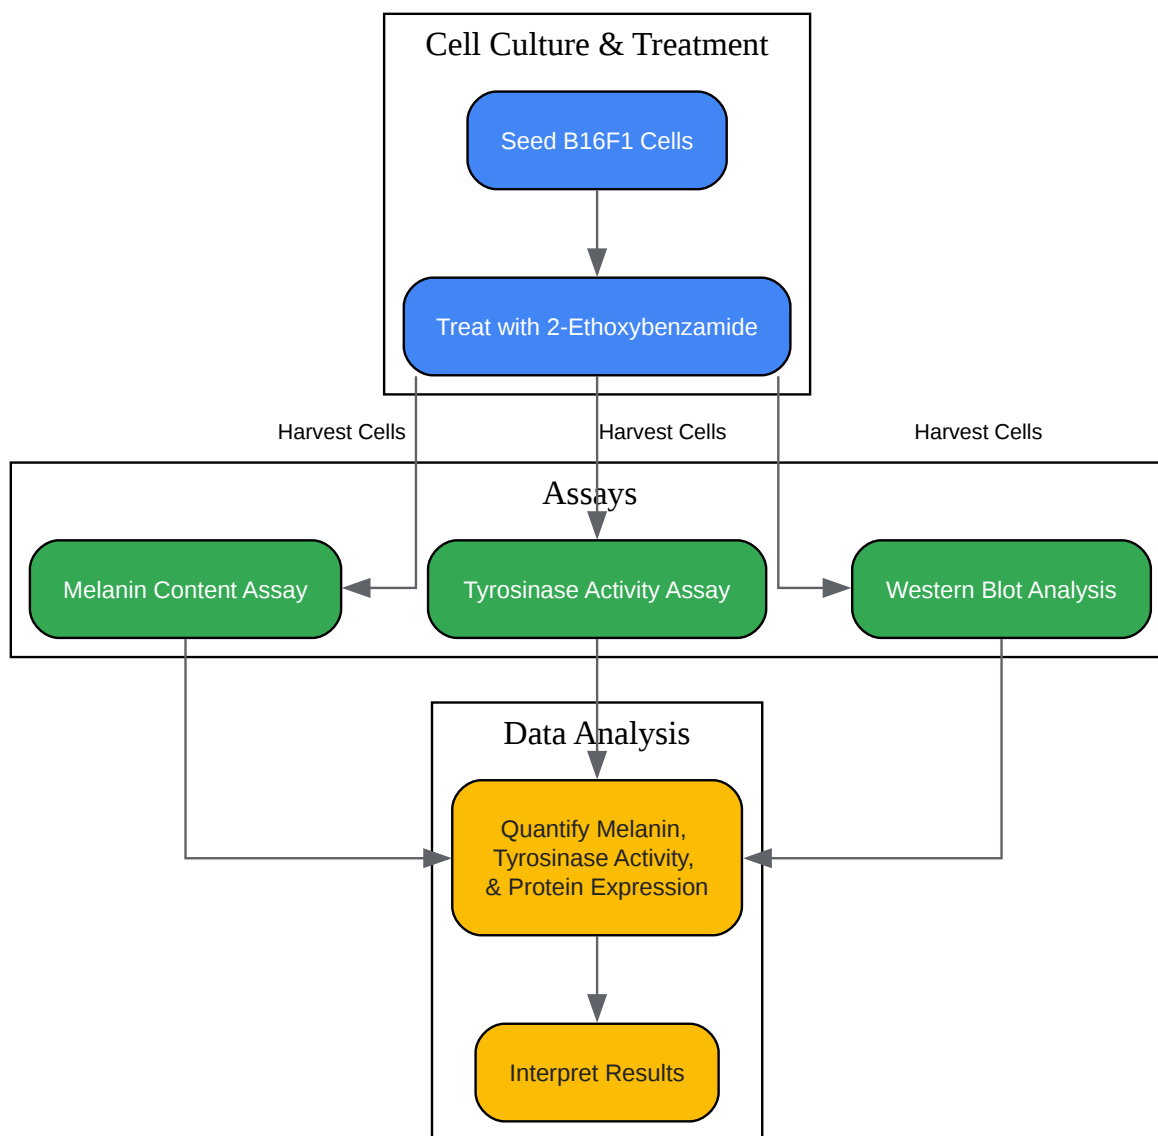 Cell Culture & Treatment
Seed B16F1 Cells
Treat with 2-Ethoxybenzamide
Harvest Cells
Harvest Cells
Harvest Cells
Assays
Melanin Content Assay
Tyrosinase Activity Assay
Western Blot Analysis
Data Analysis
Quantify Melanin,
Tyrosinase Activity,
& Protein Expression
Interpret Results